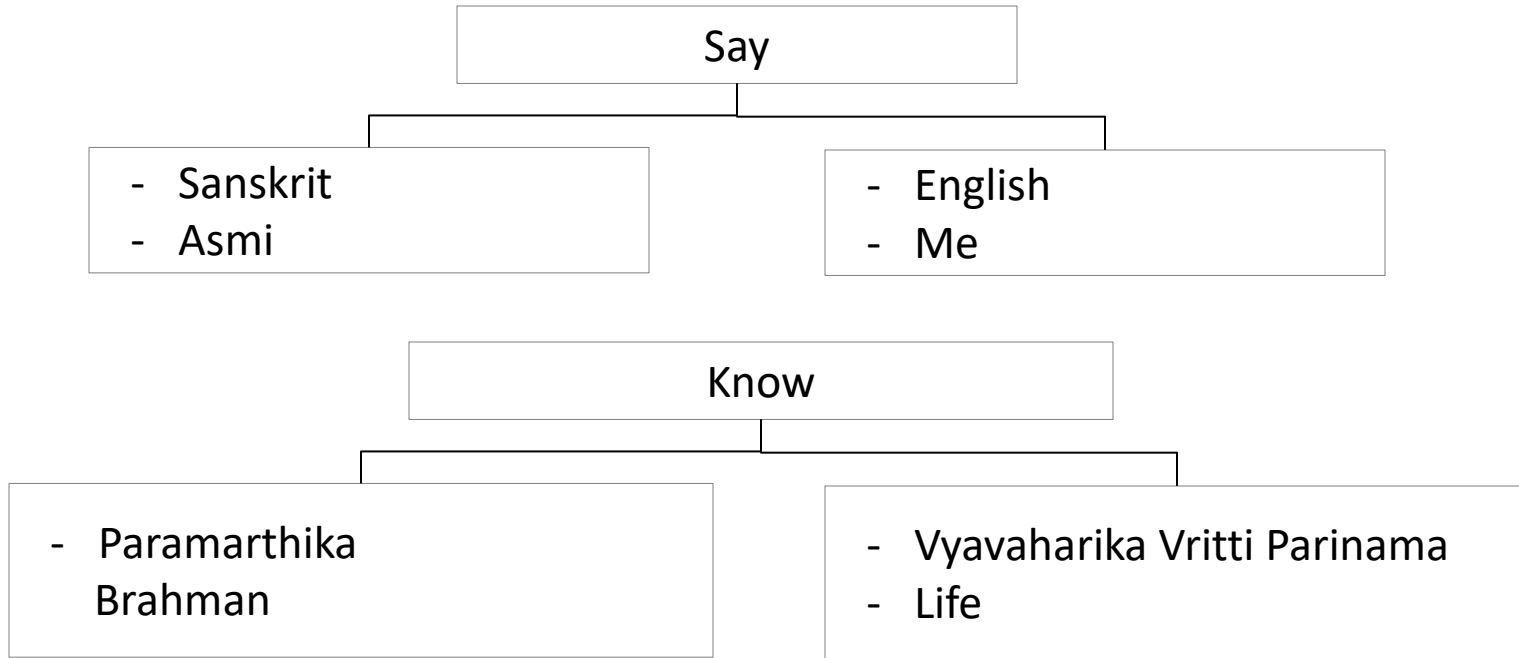 Say
- Sanskrit
- Asmi
- English
- Me
Know
- Paramarthika
Brahman
- Vyavaharika Vritti Parinama
- Life